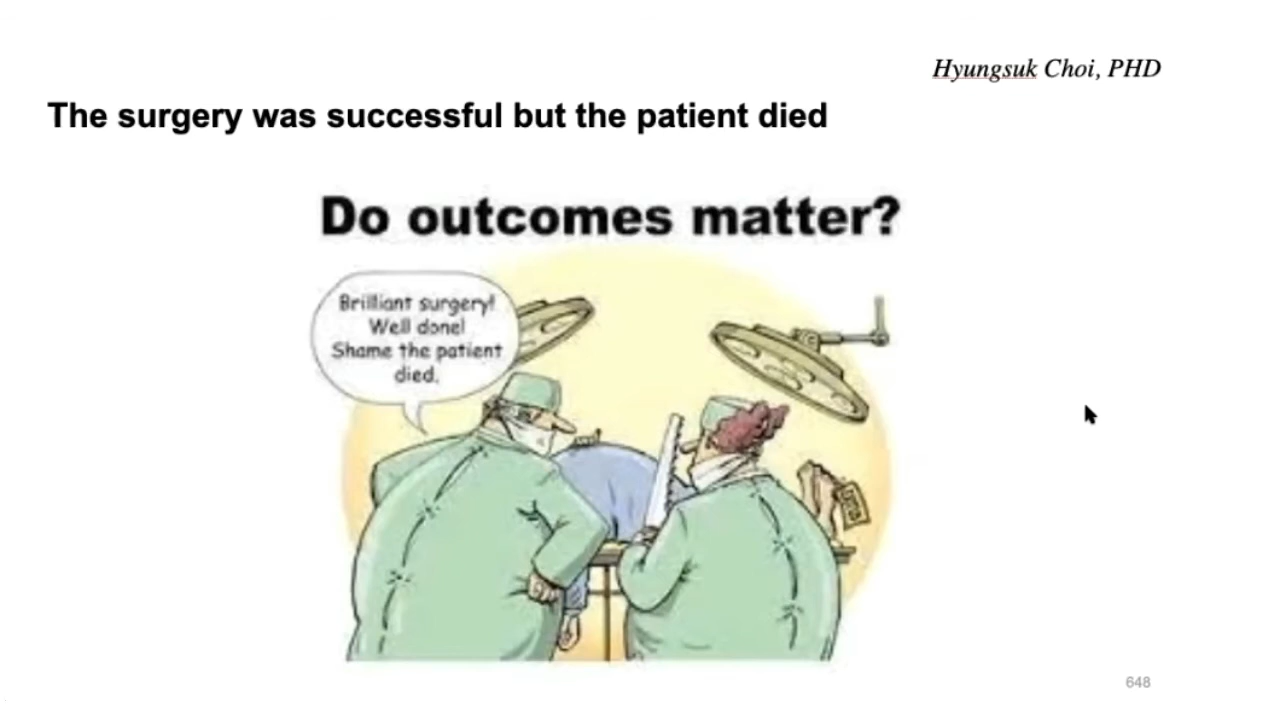 Hyungsuk Choi, PHD
The surgery was successful but the patient died
Do outcomes matter?
Brilliant surgery!
Well done!
Shame the patient
died.
648